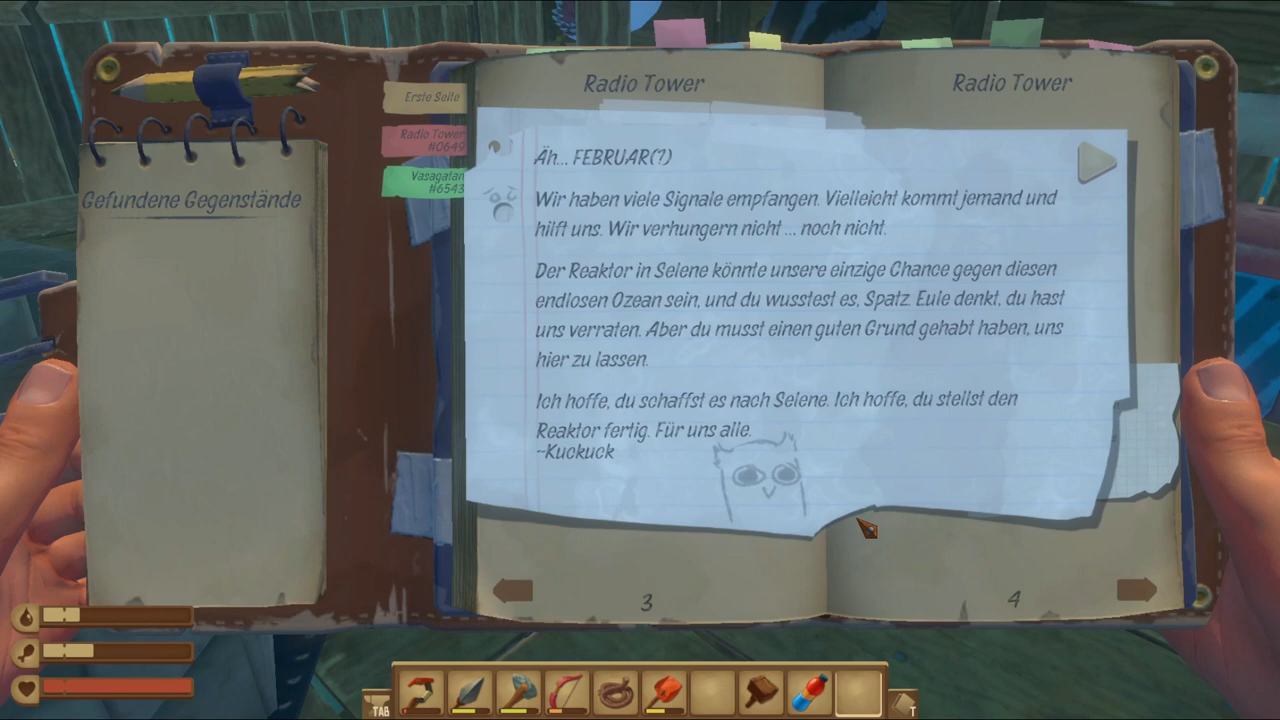 Radio Tower
Radio Tower
Erste Seite
Radio Tower
#0649
Vasagatan
#6543
Gefundene Gegenstände
Äh... FEBRUAR(?)
Wir haben viele Signale empfangen. Vielleicht kommt jemand und
hilft uns. Wir verhungern nicht ... noch nicht.
Der Reaktor in Selene könnte unsere einzige Chance gegen diesen
endlosen Ozean sein, und du wusstest es, Spatz. Eule denkt, du hast
uns verraten. Aber du musst einen guten Grund gehabt haben, uns
hier zu lassen.
Ich hoffe, du schaffst es nach Selene. Ich hoffe, du stellst den
Reaktor fertig. Für uns alle.
~Kuckuck
3
4
TAB
T